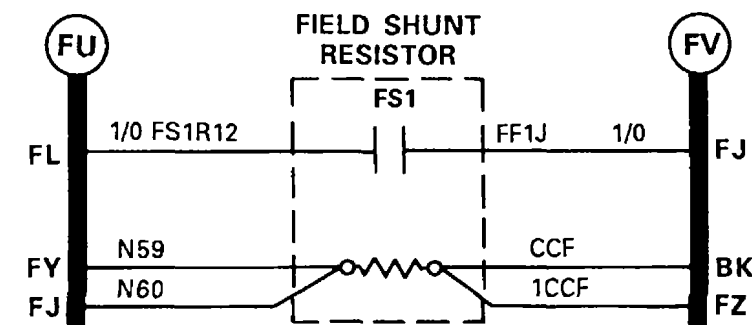 FU
FIELD SHUNT
RESISTOR
FV
FS1
1/0 FS1R12
FF1J
1/0
FL
FJ
N59
CCF
FY
BK
N60
1CCF
FJ
FZ